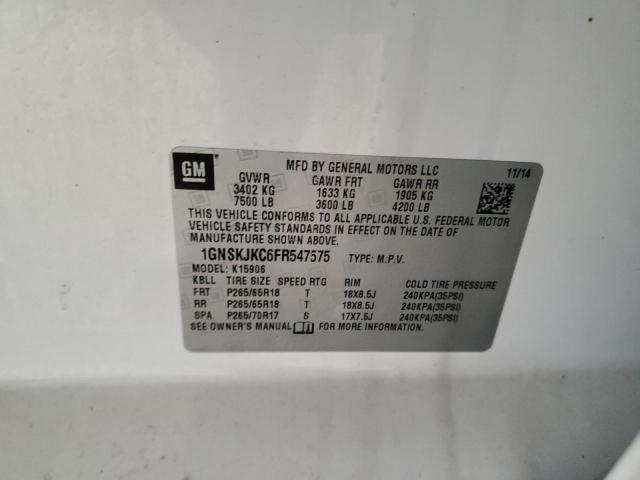 GM
MFD BY GENERAL MOTORS LLC 11/14
GVWR GAWR FRT GAWR RR
3402 KG 1633 KG 1905 KG
7500 LB 3600 LB 4200 LB
THIS VEHICLE CONFORMS TO ALL APPLICABLE U.S. FEDERAL MOTOR
VEHICLE SAFETY STANDARDS IN EFFECT ON THE DATE OF
MANUFACTURE SHOWN ABOVE.
1GNSKJKC6FR547575 TYPE: M.P.V.
MODEL: K15906
KBLL TIRE SIZE SPEED RTG RIM COLD TIRE PRESSURE
FRT P265/65R18 T 18X8.5J 240KPA(35PSI)
RR P265/65R18 T 18X8.5J 240KPA(35PSI)
SPA P265/70R17 S 17X7.5J 240KPA(35PSI)
SEE OWNER'S MANUAL FOR MORE INFORMATION.